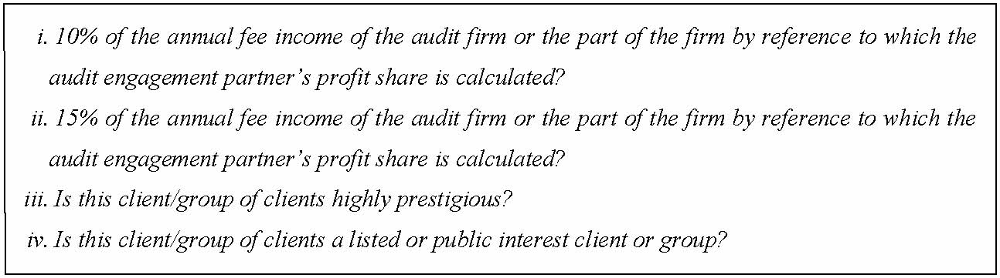 i. 10% of the annual fee income of the audit firm or the part of the firm by reference to which the
audit engagement partner’s profit share is calculated?
ii. 15% of the annual fee income of the audit firm or the part of the firm by reference to which the
audit engagement partner’s profit share is calculated?
iii. Is this client/group of clients highly prestigious?
iv. Is this client/group of clients a listed or public interest client or group?